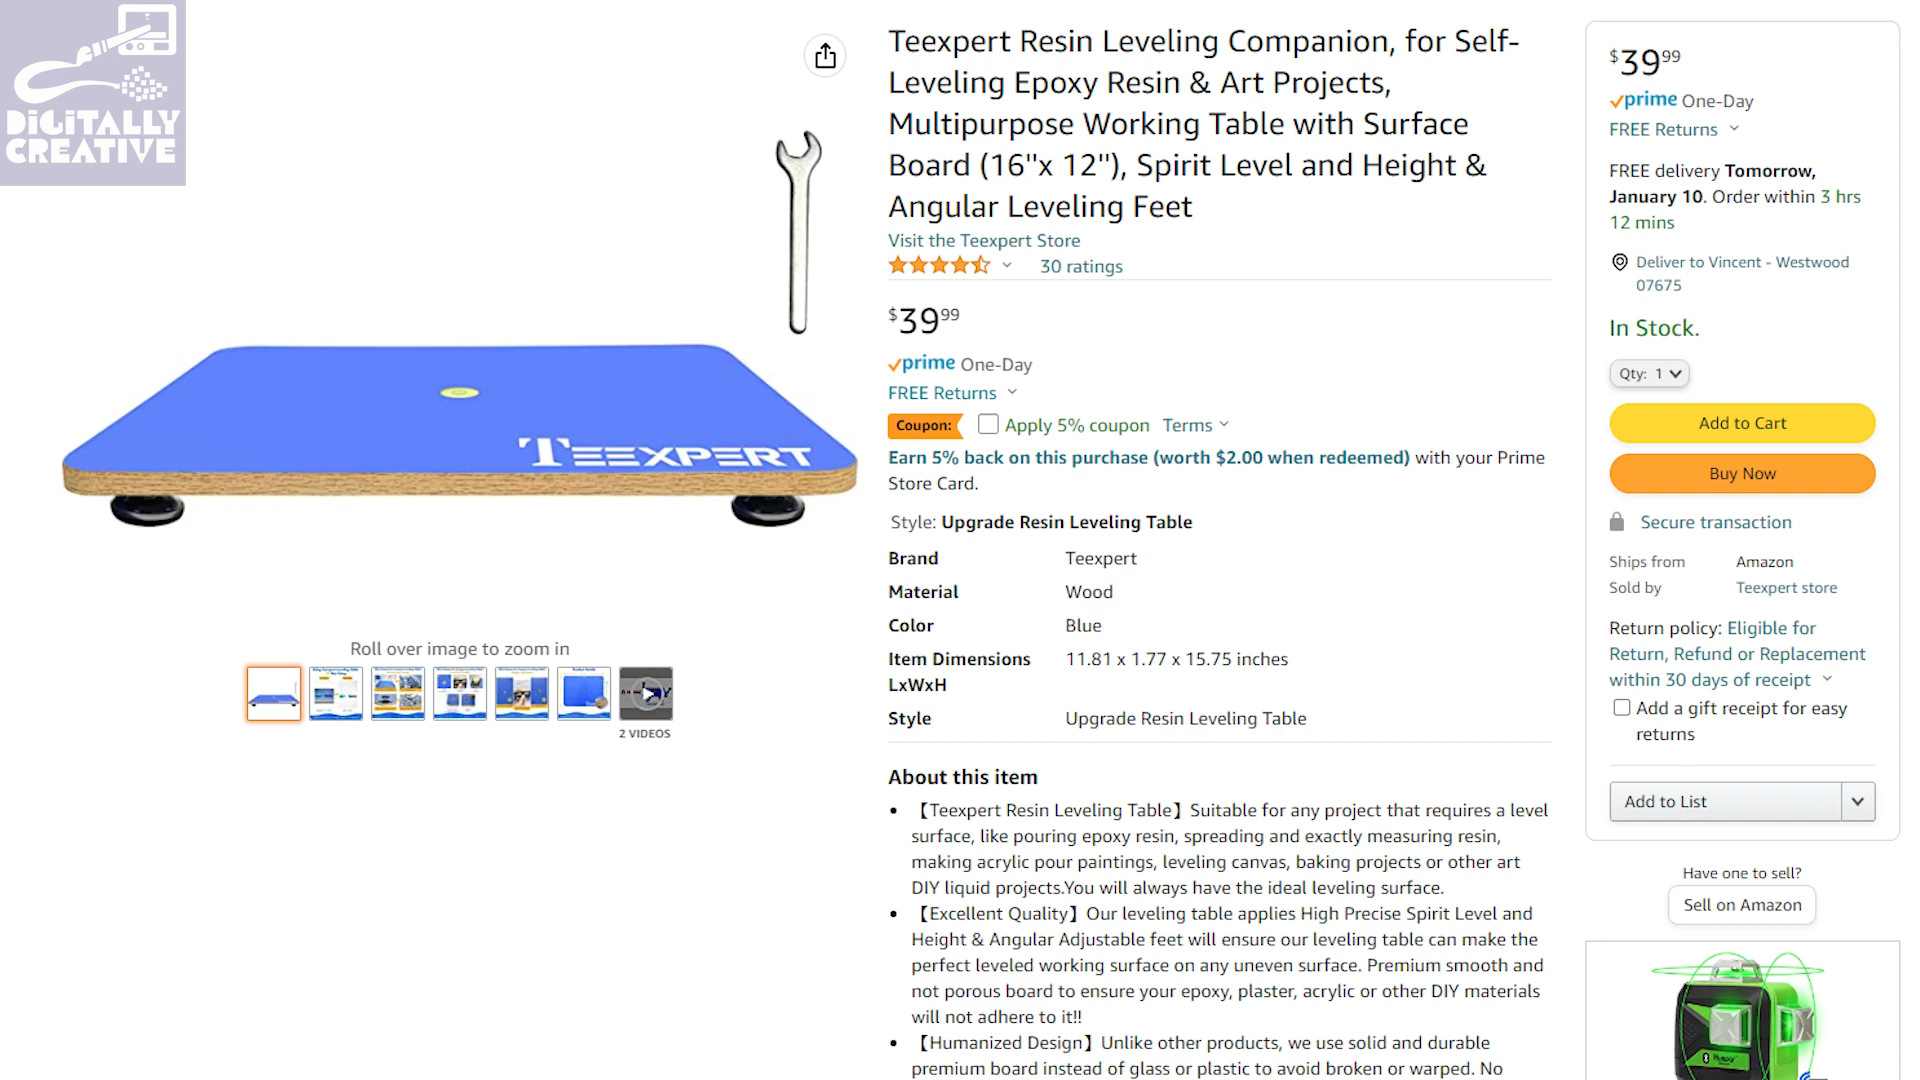 DiGiTALLY
CREATIVE
TEEXPERT
Roll over image to zoom in
2 VIDEOS
Teexpert Resin Leveling Companion, for Self-
Leveling Epoxy Resin & Art Projects,
Multipurpose Working Table with Surface
Board (16''x 12''), Spirit Level and Height &
Angular Leveling Feet
Visit the Teexpert Store
30 ratings
$39.99
prime One-Day
FREE Returns
Coupon: Apply 5% coupon Terms
Earn 5% back on this purchase (worth $2.00 when redeemed) with your Prime
Store Card.
Style: Upgrade Resin Leveling Table
Brand Teexpert
Material Wood
Color Blue
Item Dimensions 11.81 x 1.77 x 15.75 inches
LxWxH
Style Upgrade Resin Leveling Table
About this item
• 【Teexpert Resin Leveling Table】Suitable for any project that requires a level
surface, like pouring epoxy resin, spreading and exactly measuring resin,
making acrylic pour paintings, leveling canvas, baking projects or other art
DIY liquid projects.You will always have the ideal leveling surface.
• 【Excellent Quality】Our leveling table applies High Precise Spirit Level and
Height & Angular Adjustable feet will ensure our leveling table can make the
perfect leveled working surface on any uneven surface. Premium smooth and
not porous board to ensure your epoxy, plaster, acrylic or other DIY materials
will not adhere to it!!
• 【Humanized Design】Unlike other products, we use solid and durable
premium board instead of glass or plastic to avoid broken or warped. No
$39.99
prime One-Day
FREE Returns
FREE delivery Tomorrow,
January 10. Order within 3 hrs
12 mins
Deliver to Vincent - Westwood
07675
In Stock.
Qty: 1
Add to Cart
Buy Now
Secure transaction
Ships from Amazon
Sold by Teexpert store
Return policy: Eligible for
Return, Refund or Replacement
within 30 days of receipt
Add a gift receipt for easy
returns
Add to List
Have one to sell?
Sell on Amazon